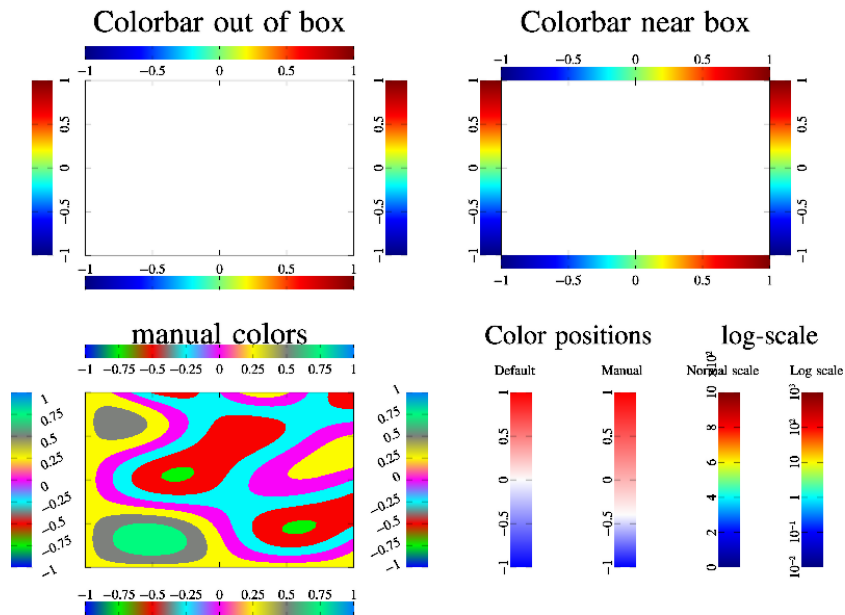 Colorbar out of box
Colorbar near box
−1 −0.5 0 0.5 1
−1 −0.5 0 0.5 1
1 0.5 0 −0.5 −1
1 0.5 0 −0.5 −1
1 0.5 0 −0.5 −1
1 0.5 0 −0.5 −1
−1 −0.5 0 0.5 1
−1 −0.5 0 0.5 1
manual colors
−1 −0.75 −0.5 −0.25 0 0.25 0.5 0.75 1
1 0.75 0.5 0.25 0 −0.25 −0.5 −0.75 −1
1 0.75 0.5 0.25 0 −0.25 −0.5 −0.75 −1
−1 −0.75 −0.5 −0.25 0 0.25 0.5 0.75 1
Color positions
log-scale
Default
Manual
Normal scale
Log scale
1 0.5 0 −0.5 −1
1 0.5 0 −0.5 −1
10 8 6 4 2 0
10³ 10² 10 1 10⁻¹ 10⁻²